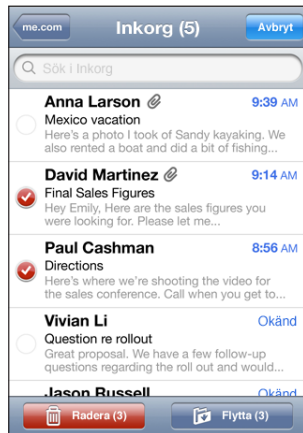 me.com Inkorg (5) Avbryt
Sök i Inkorg
Anna Larson 9:39 AM
Mexico vacation
Here's a photo I took of Sandy kayaking. We
also rented a boat and did a bit of fishing...
David Martinez 9:14 AM
Final Sales Figures
Hey Emily, Here are the sales figures you
were looking for. Please let me...
Paul Cashman 8:56 AM
Directions
Here's where we're shooting the video for
the sales conference. Call when you get to...
Vivian Li Okänd
Question re rollout
Great proposal. We have a few follow-up
questions regarding the roll out and would...
Jason Russell Okänd
Radera (3) Flytta (3)